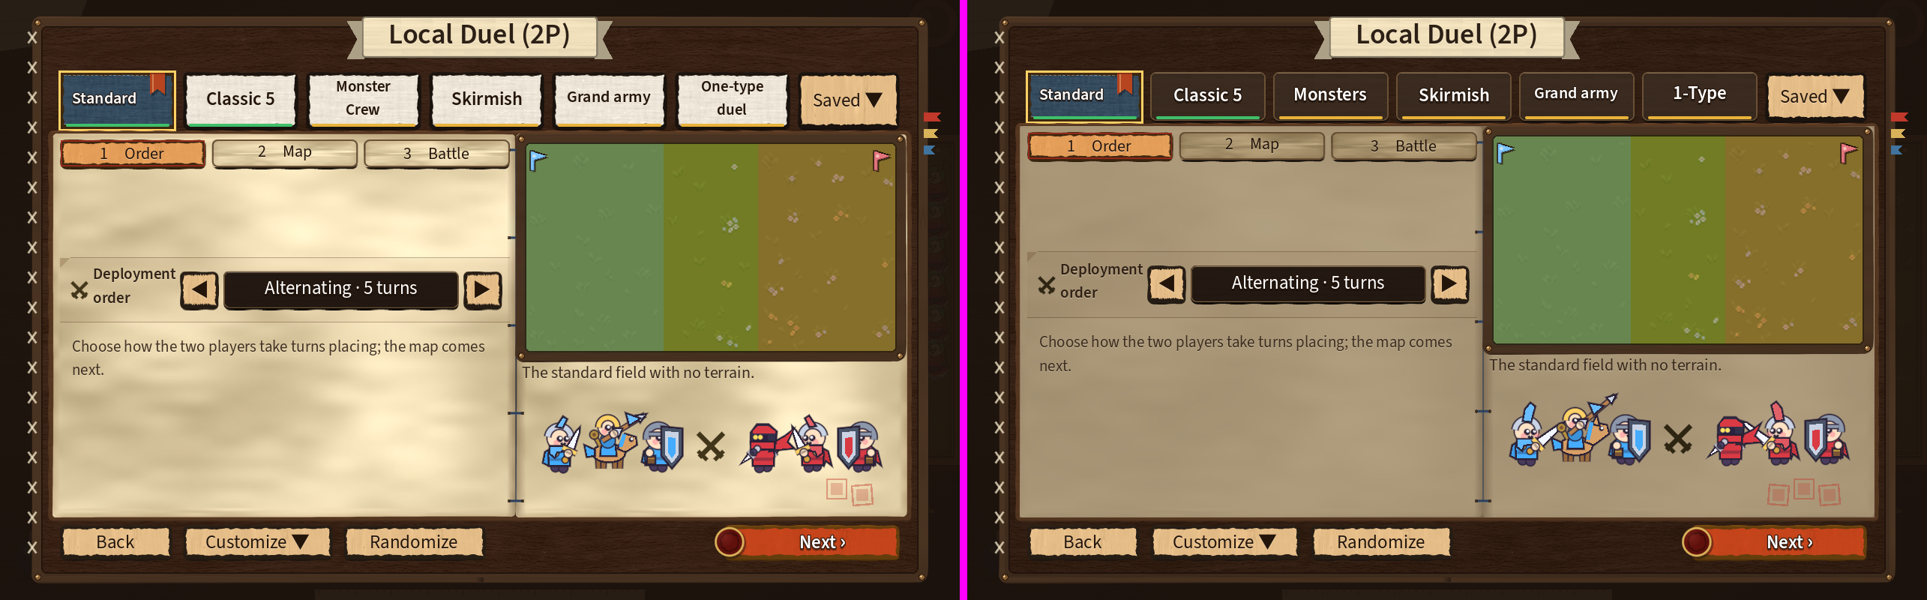 Local Duel (2P)
Standard
Classic 5
Monster
Crew
Skirmish
Grand army
One-type
duel
Saved ▼
1 Order
2 Map
3 Battle
Deployment
order
◀
Alternating · 5 turns
▶
Choose how the two players take turns placing; the map comes
next.
The standard field with no terrain.
Back
Customize ▼
Randomize
Next ›
Local Duel (2P)
Standard
Classic 5
Monsters
Skirmish
Grand army
1-Type
Saved ▼
1 Order
2 Map
3 Battle
Deployment
order
◀
Alternating · 5 turns
▶
Choose how the two players take turns placing; the map comes
next.
The standard field with no terrain.
Back
Customize ▼
Randomize
Next ›